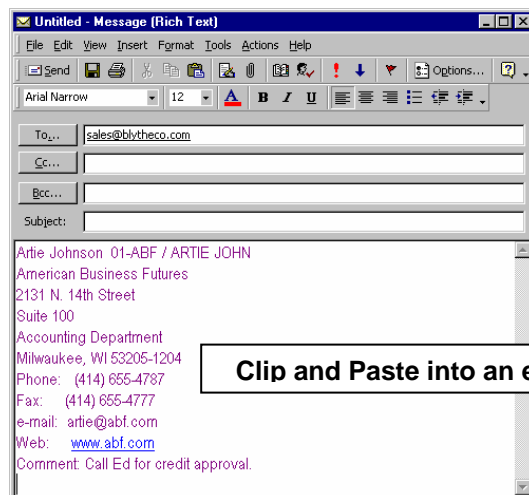 Untitled - Message (Rich Text)
File Edit View Insert Format Tools Actions Help
Send Options...
Arial Narrow 12 A B I U
To... sales@blytheco.com
Cc...
Bcc...
Subject:
Artie Johnson 01-ABF / ARTIE JOHN
American Business Futures
2131 N. 14th Street
Suite 100
Accounting Department
Milwaukee, WI 53205-1204
Clip and Paste into an e
Phone: (414) 655-4787
Fax: (414) 655-4777
e-mail: artie@abf.com
Web: www.abf.com
Comment: Call Ed for credit approval.